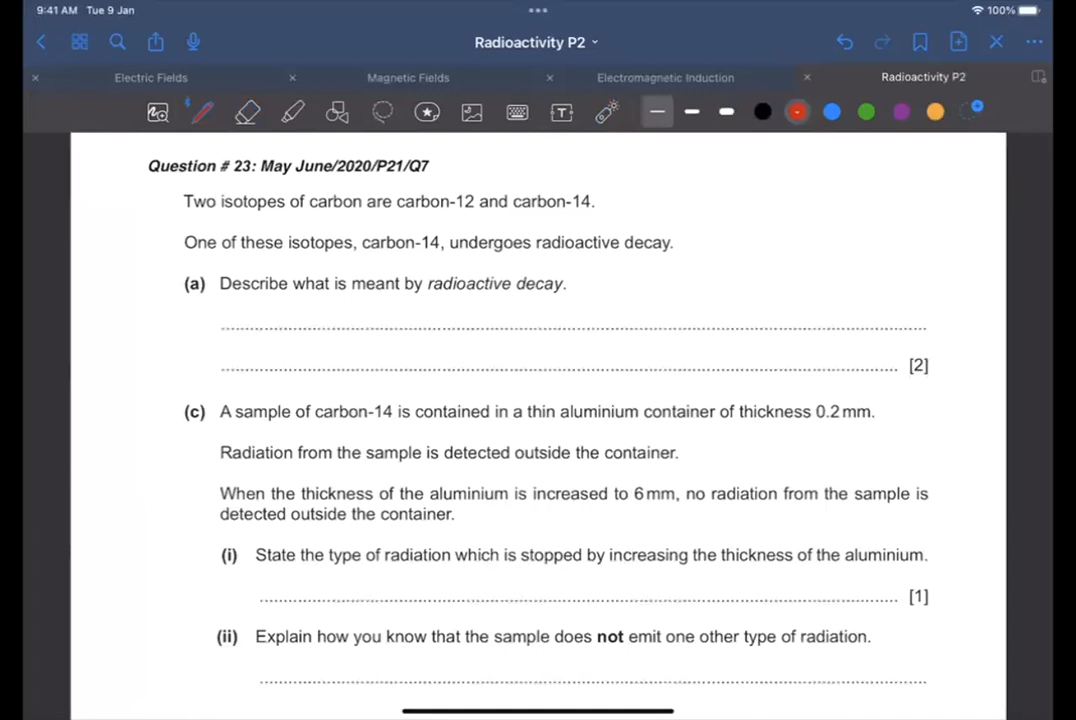 9:41 AM Tue 9 Jan
100%
Radioactivity P2
Electric Fields
Magnetic Fields
Electromagnetic Induction
Radioactivity P2
Question # 23: May June/2020/P21/Q7
Two isotopes of carbon are carbon-12 and carbon-14.
One of these isotopes, carbon-14, undergoes radioactive decay.
(a) Describe what is meant by radioactive decay.
[2]
(c) A sample of carbon-14 is contained in a thin aluminium container of thickness 0.2 mm.
Radiation from the sample is detected outside the container.
When the thickness of the aluminium is increased to 6 mm, no radiation from the sample is
detected outside the container.
(i) State the type of radiation which is stopped by increasing the thickness of the aluminium.
[1]
(ii) Explain how you know that the sample does not emit one other type of radiation.